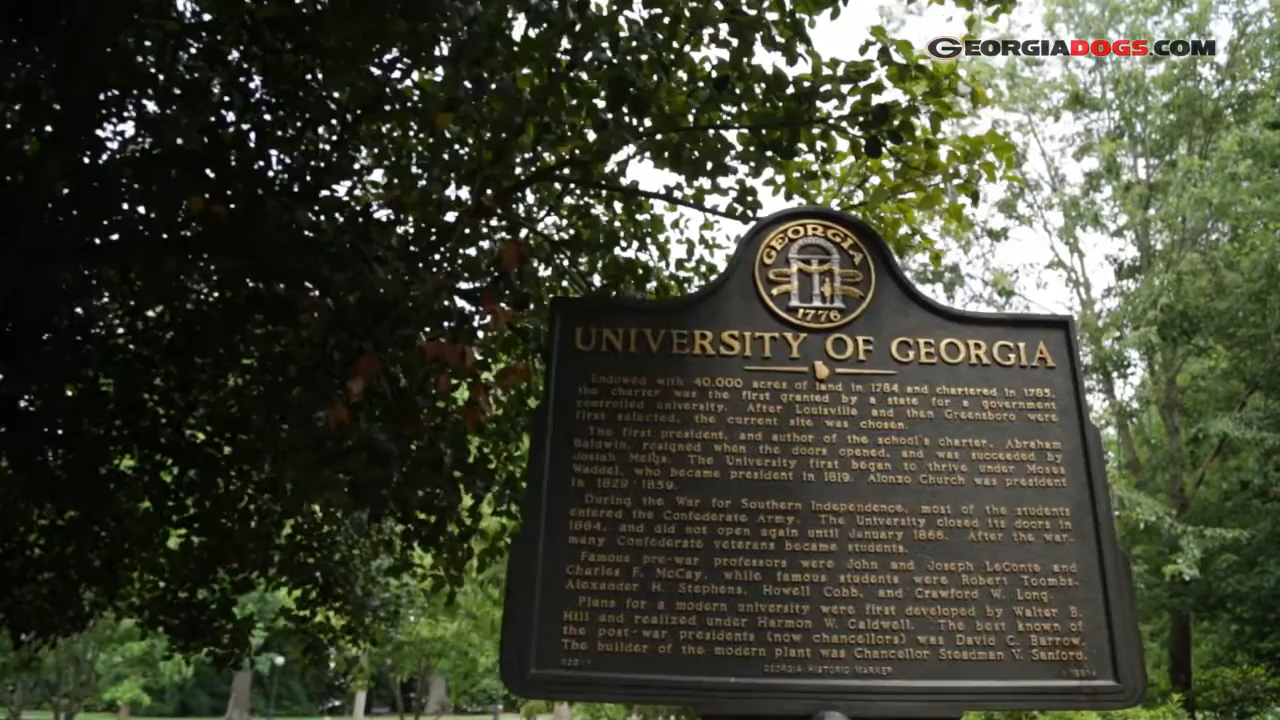 GEORGIADOGS.COM
GEORGIA
1776
UNIVERSITY OF GEORGIA
Endowed with 40,000 acres of land in 1784 and chartered in 1785,
the charter was the first granted by a state for a government
controlled university. After Louisville and then Greensboro were
first selected, the current site was chosen.
The first president, and author of the school's charter, Abraham
Baldwin, resigned when the doors opened, and was succeeded by
Josiah Meigs. The University first began to thrive under Moses
Waddel, who became president in 1819. Alonzo Church was president
in 1829-1859.
During the War for Southern Independence, most of the students
entered the Confederate Army. The University closed its doors in
1864, and did not open again until January 1866. After the war,
many Confederate veterans became students.
Famous pre-war professors were John and Joseph LeConte and
Charles F. McCay, while famous students were Robert Toombs,
Alexander H. Stephens, Howell Cobb, and Crawford W. Long.
Plans for a modern university were first developed by Walter B.
Hill and realized under Harmon W. Caldwell. The best known of
the post-war presidents (now chancellors) was David C. Barrow.
The builder of the modern plant was Chancellor Steadman V. Sanford.
GEORGIA HISTORIC MARKER